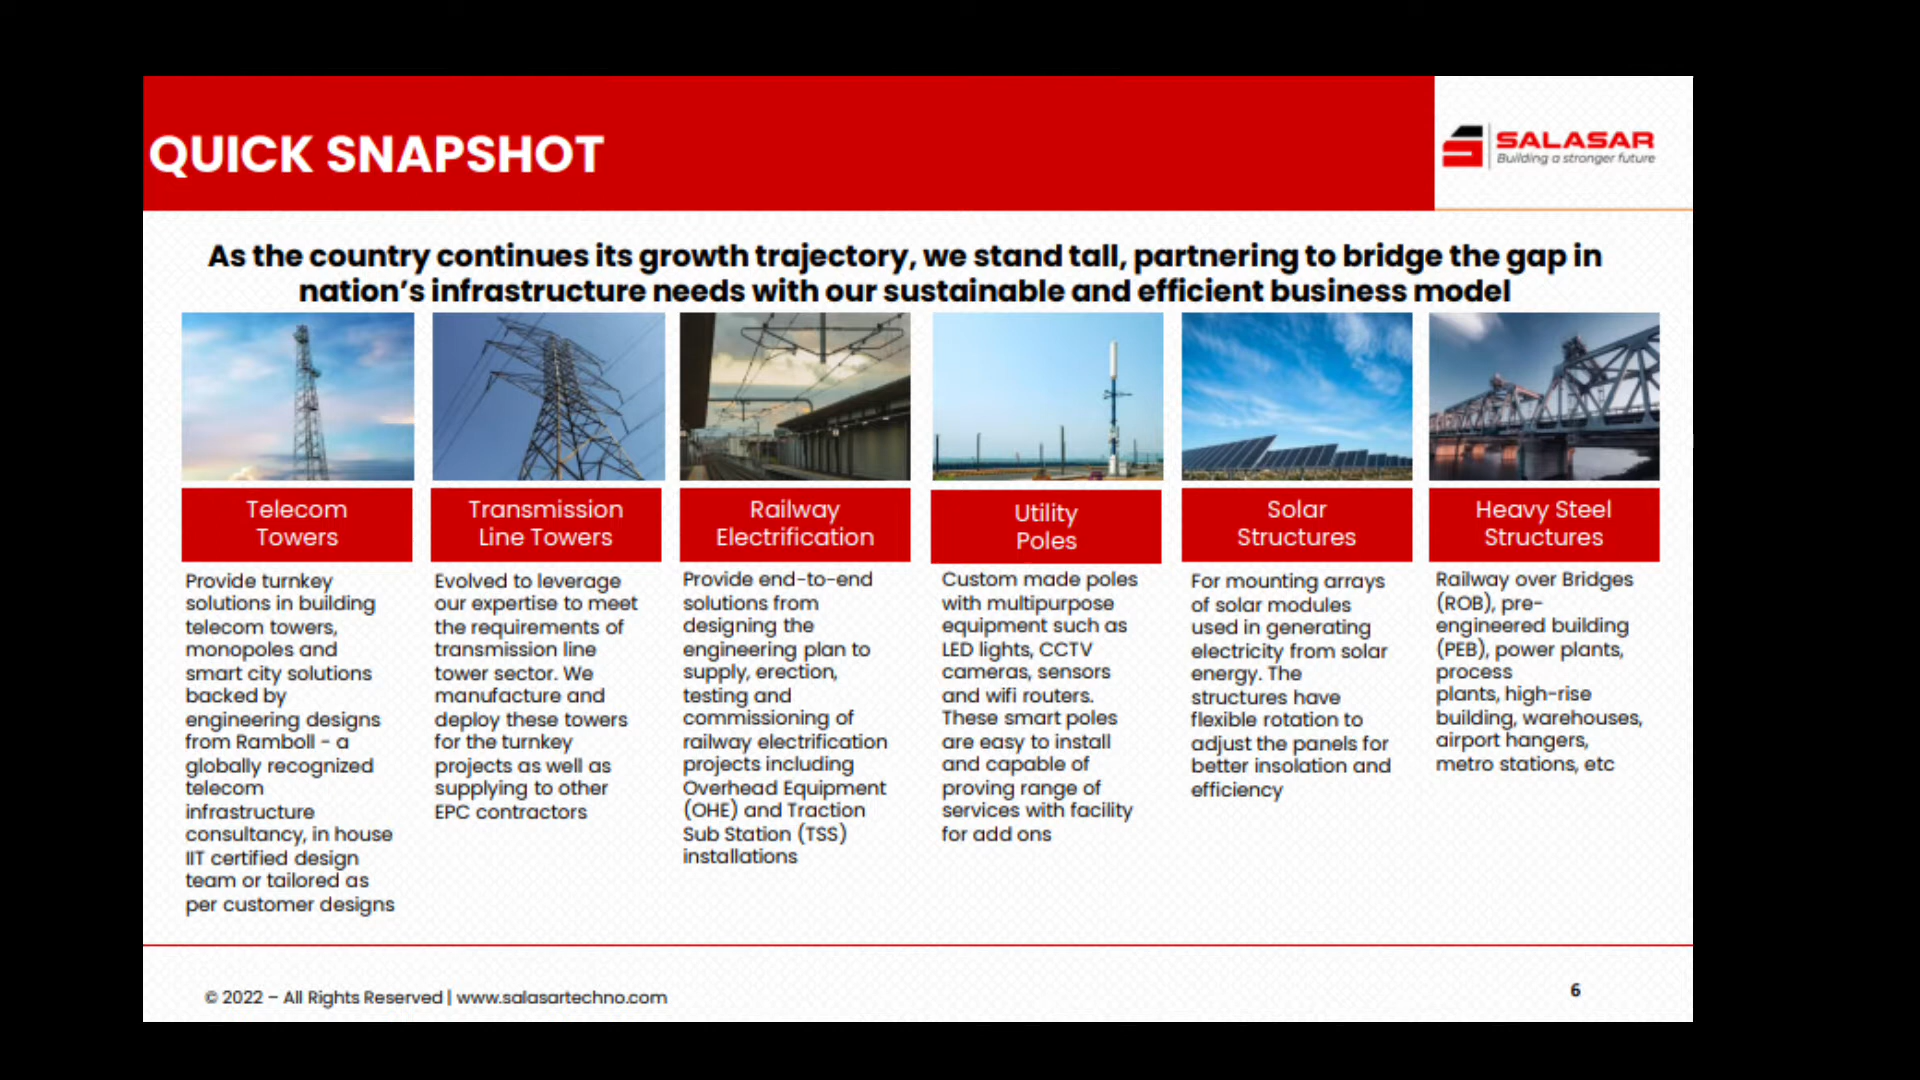 QUICK SNAPSHOT
SALASAR
Building a stronger future
As the country continues its growth trajectory, we stand tall, partnering to bridge the gap in
nation's infrastructure needs with our sustainable and efficient business model
Telecom
Towers
Provide turnkey
solutions in building
telecom towers,
monopoles and
smart city solutions
backed by
engineering designs
from Ramboll - a
globally recognized
telecom
infrastructure
consultancy, in house
IIT certified design
team or tailored as
per customer designs
Transmission
Line Towers
Evolved to leverage
our expertise to meet
the requirements of
transmission line
tower sector. We
manufacture and
deploy these towers
for the turnkey
projects as well as
supplying to other
EPC contractors
Railway
Electrification
Provide end-to-end
solutions from
designing the
engineering plan to
supply, erection,
testing and
commissioning of
railway electrification
projects including
Overhead Equipment
(OHE) and Traction
Sub Station (TSS)
installations
Utility
Poles
Custom made poles
with multipurpose
equipment such as
LED lights, CCTV
cameras, sensors
and wifi routers.
These smart poles
are easy to install
and capable of
proving range of
services with facility
for add ons
Solar
Structures
For mounting arrays
of solar modules
used in generating
electricity from solar
energy. The
structures have
flexible rotation to
adjust the panels for
better insolation and
efficiency
Heavy Steel
Structures
Railway over Bridges
(ROB), pre-
engineered building
(PEB), power plants,
process
plants, high-rise
building, warehouses,
airport hangers,
metro stations, etc
© 2022 – All Rights Reserved | www.salasartechno.com
6